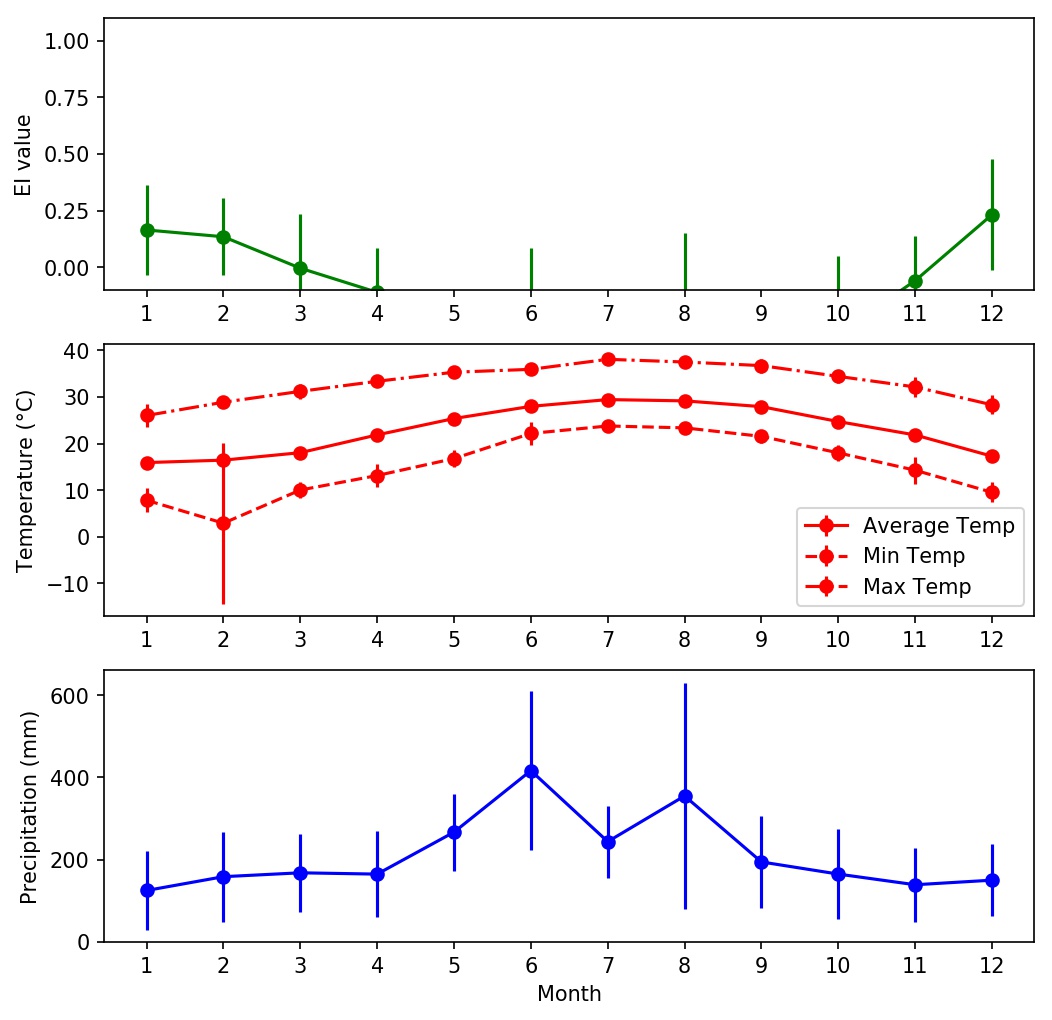 EI value
1.00
0.75
0.50
0.25
0.00
1 2 3 4 5 6 7 8 9 10 11 12
Temperature (°C)
40
30
20
10
0
−10
Average Temp
Min Temp
Max Temp
1 2 3 4 5 6 7 8 9 10 11 12
Precipitation (mm)
600
400
200
0
1 2 3 4 5 6 7 8 9 10 11 12
Month